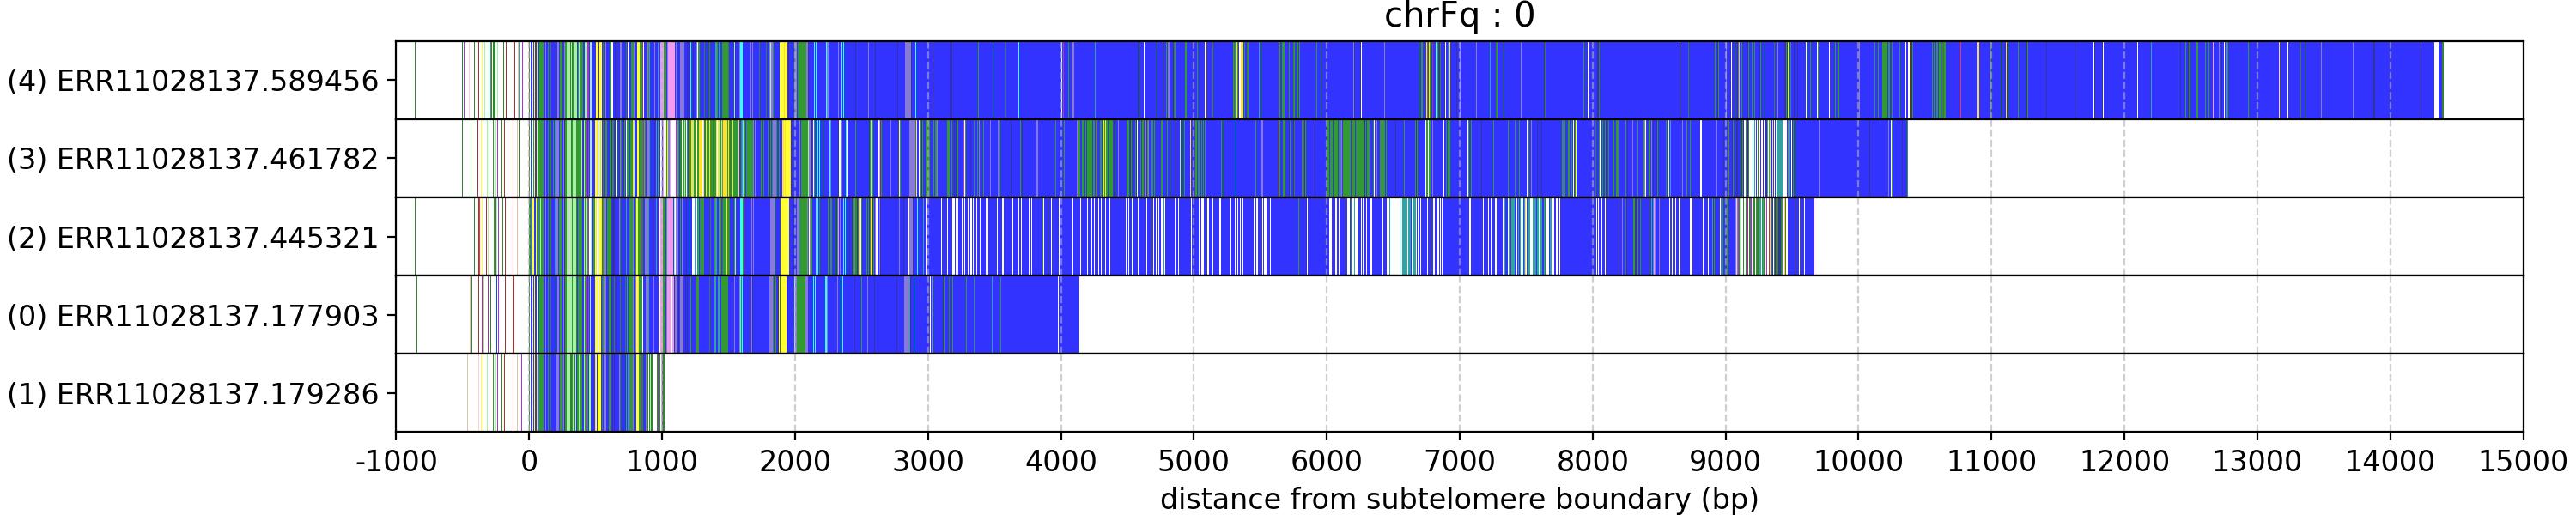 chrFq : 0
(4) ERR11028137.589456
(3) ERR11028137.461782
(2) ERR11028137.445321
(0) ERR11028137.177903
(1) ERR11028137.179286
-1000 0 1000 2000 3000 4000 5000 6000 7000 8000 9000 10000 11000 12000 13000 14000 15000
distance from subtelomere boundary (bp)